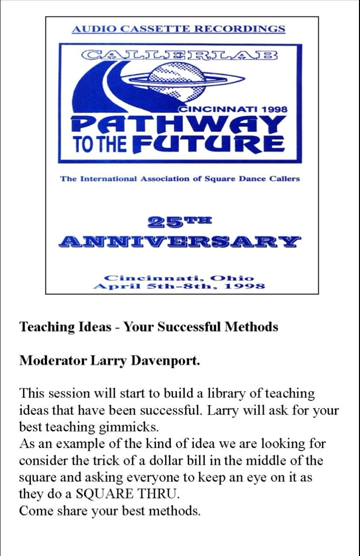 AUDIO CASSETTE RECORDINGS
CALLERLAB
CINCINNATI 1998
PATHWAY
TO THE FUTURE
The International Association of Square Dance Callers
25TH
ANNIVERSARY
Cincinnati, Ohio
April 5th-8th, 1998
Teaching Ideas - Your Successful Methods
Moderator Larry Davenport.
This session will start to build a library of teaching
ideas that have been successful. Larry will ask for your
best teaching gimmicks.
As an example of the kind of idea we are looking for
consider the trick of a dollar bill in the middle of the
square and asking everyone to keep an eye on it as
they do a SQUARE THRU.
Come share your best methods.